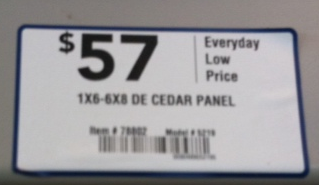 $57
Everyday
Low
Price
1X6-6X8 DE CEDAR PANEL
Item # 78802 Model # 5219